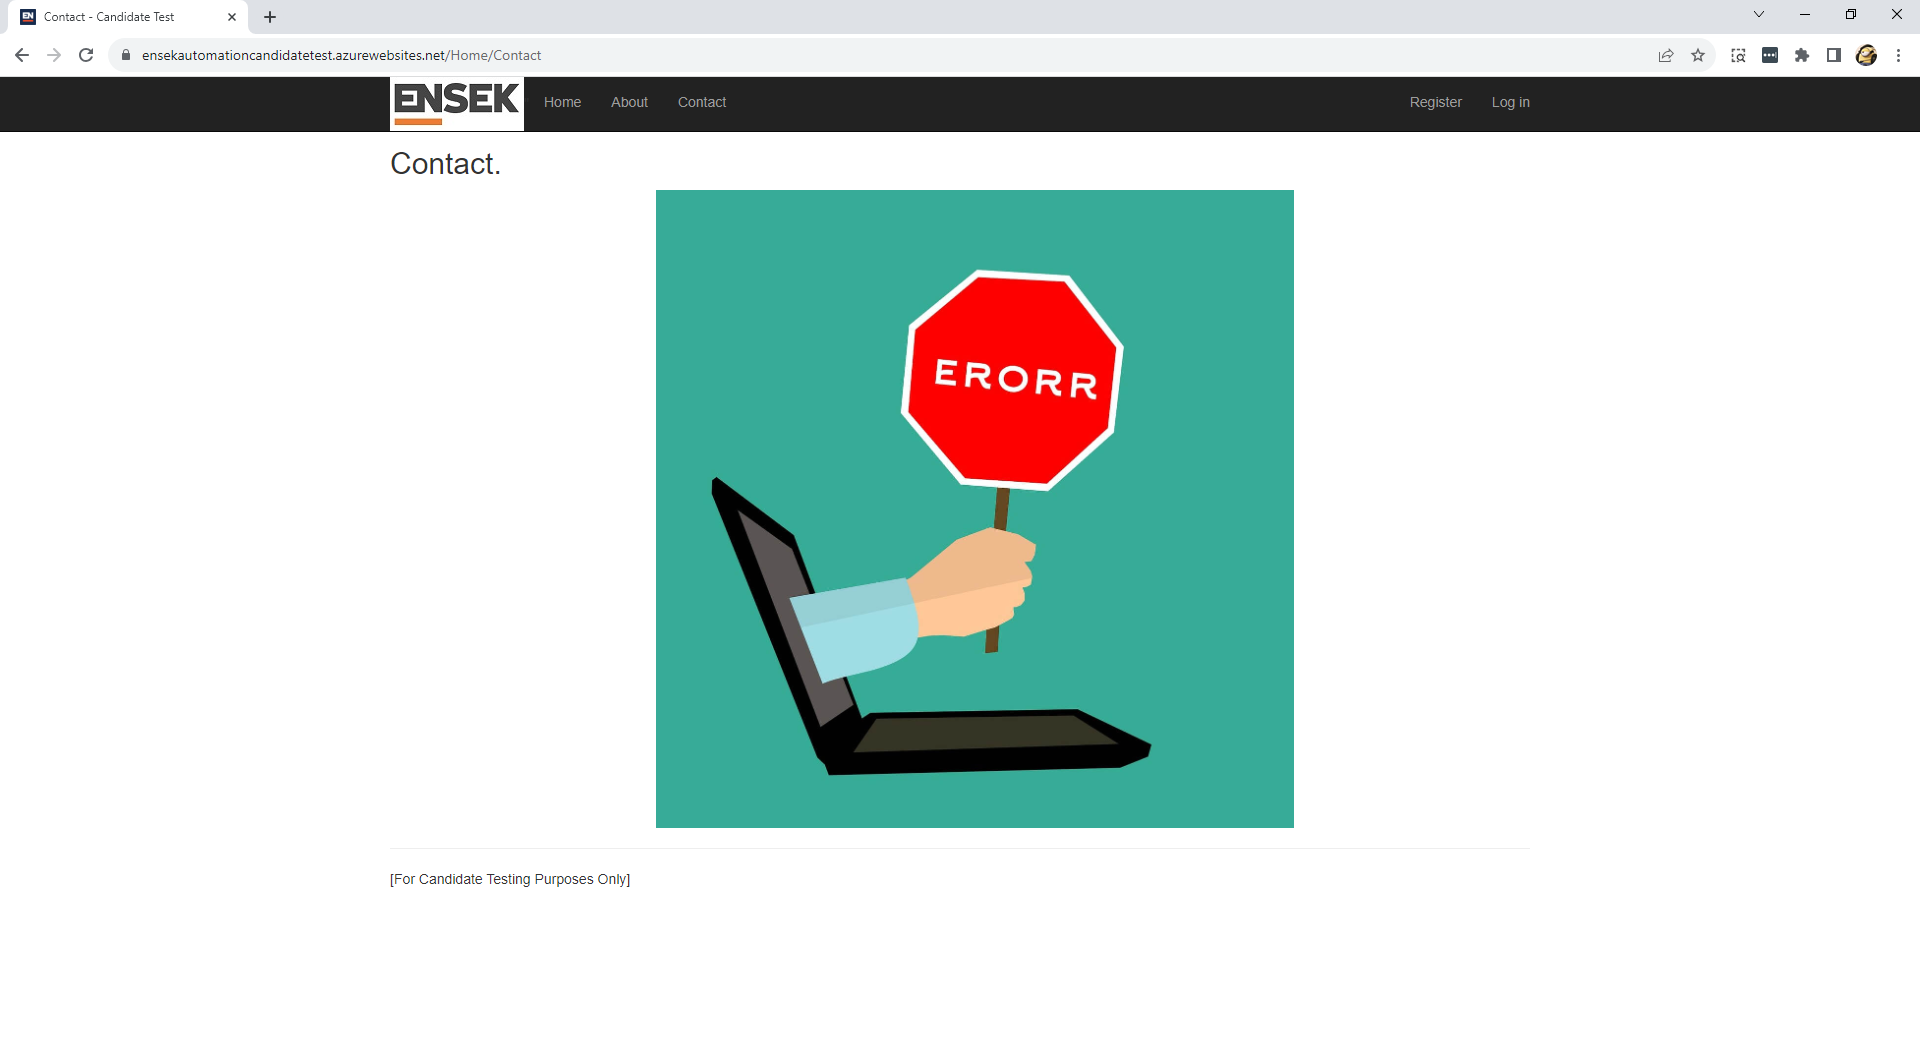 Contact - Candidate Test
ensekautomationcandidatetest.azurewebsites.net/Home/Contact
ENSEK Home About Contact Register Log in
Contact.
ERORR
[For Candidate Testing Purposes Only]